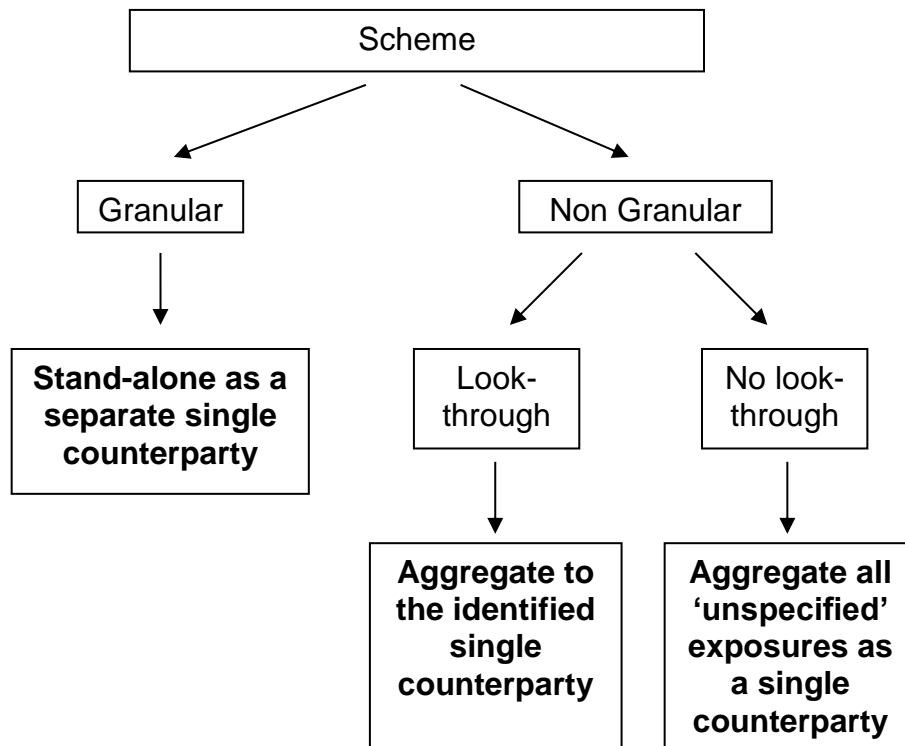 Scheme
Granular
Non Granular
Stand-alone as a
separate single
counterparty
Look-
through
No look-
through
Aggregate to
the identified
single
counterparty
Aggregate all
‘unspecified’
exposures as
a single
counterparty